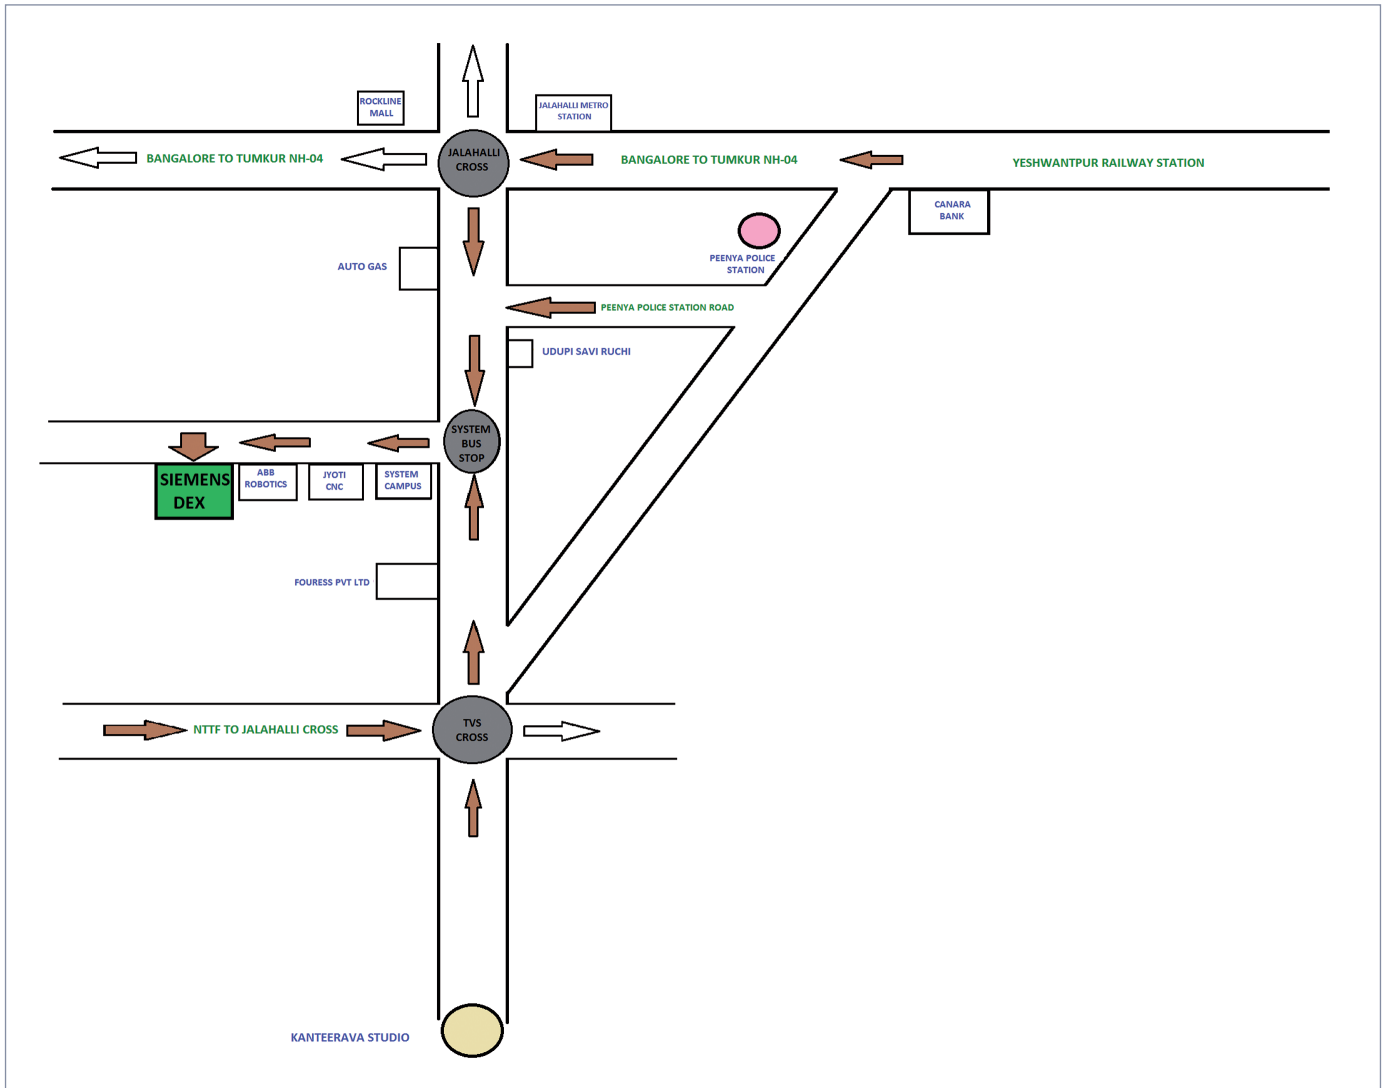 ROCKLINE
MALL
JALAHALLI METRO
STATION
BANGALORE TO TUMKUR NH-04
JALAHALLI
CROSS
BANGALORE TO TUMKUR NH-04
YESHWANTPUR RAILWAY STATION
CANARA
BANK
AUTO GAS
PEENYA POLICE
STATION
PEENYA POLICE STATION ROAD
UDUPI SAVI RUCHI
SYSTEM
BUS
STOP
SIEMENS
DEX
ABB
ROBOTICS
JYOTI
CNC
SYSTEM
CAMPUS
FOURESS PVT LTD
NTTF TO JALAHALLI CROSS
TVS
CROSS
KANTEERAVA STUDIO